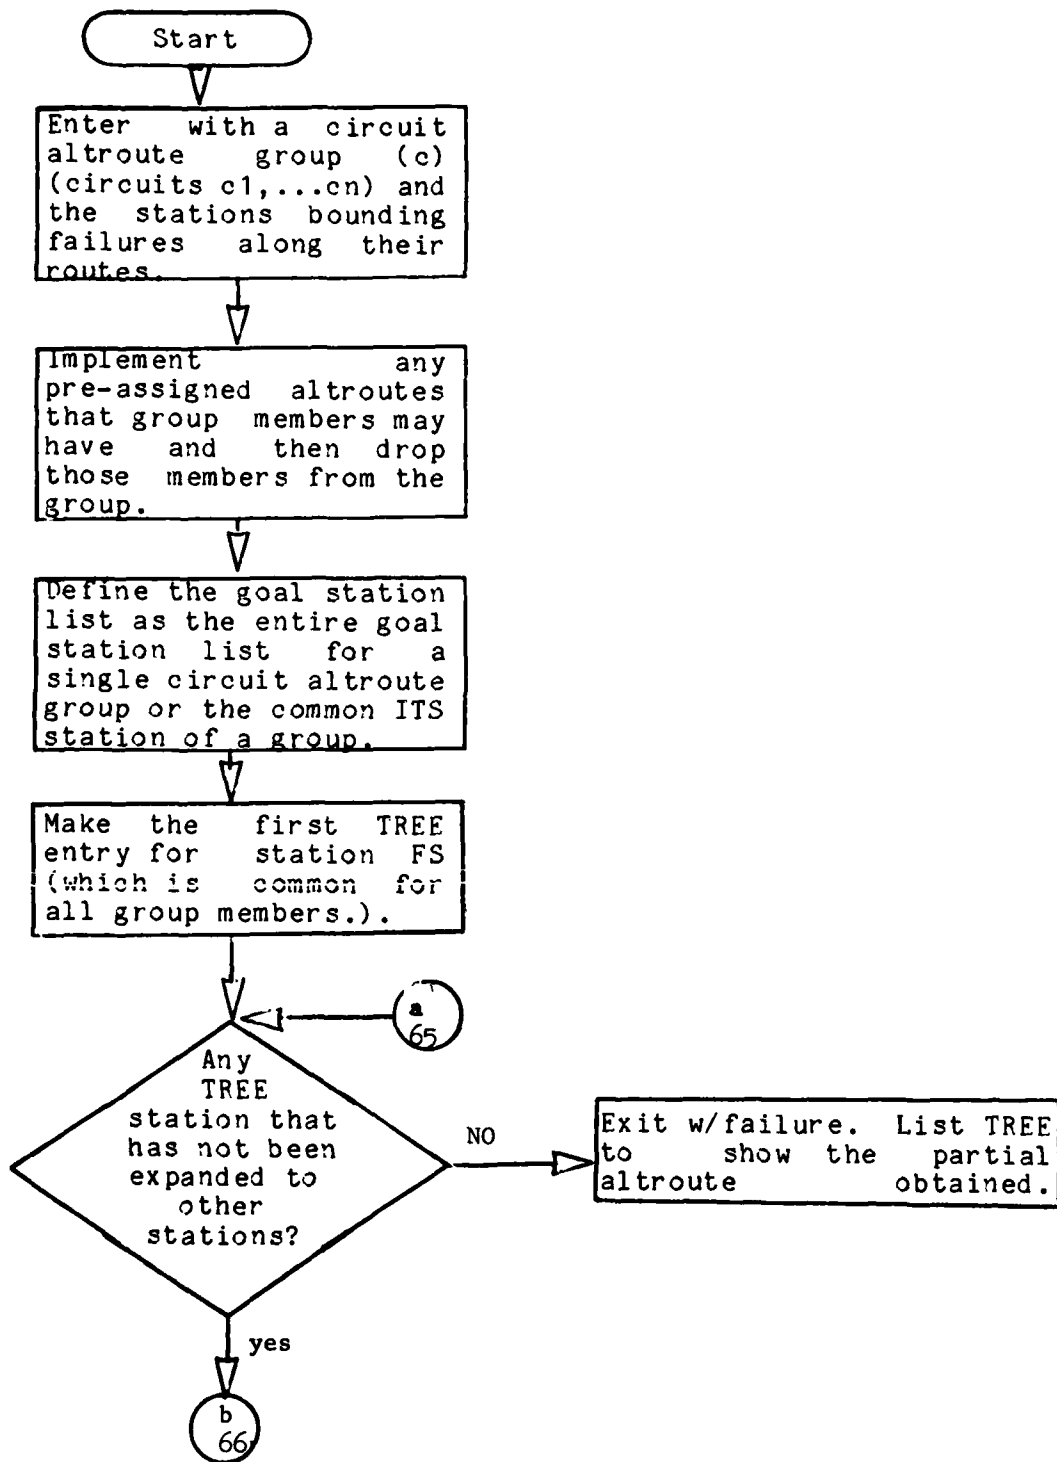 Start
Enter with a circuit
altroute group (c)
(circuits c1,...cn) and
the stations bounding
failures along their
routes.
Implement any
pre-assigned altroutes
that group members may
have and then drop
those members from the
group.
Define the goal station
list as the entire goal
station list for a
single circuit altroute
group or the common ITS
station of a group.
Make the first TREE
entry for station FS
(which is common for
all group members.).
a
65
Any
TREE
station that
has not been
expanded to
other
stations?
NO
Exit w/failure. List TREE
to show the partial
altroute obtained.
yes
b
66